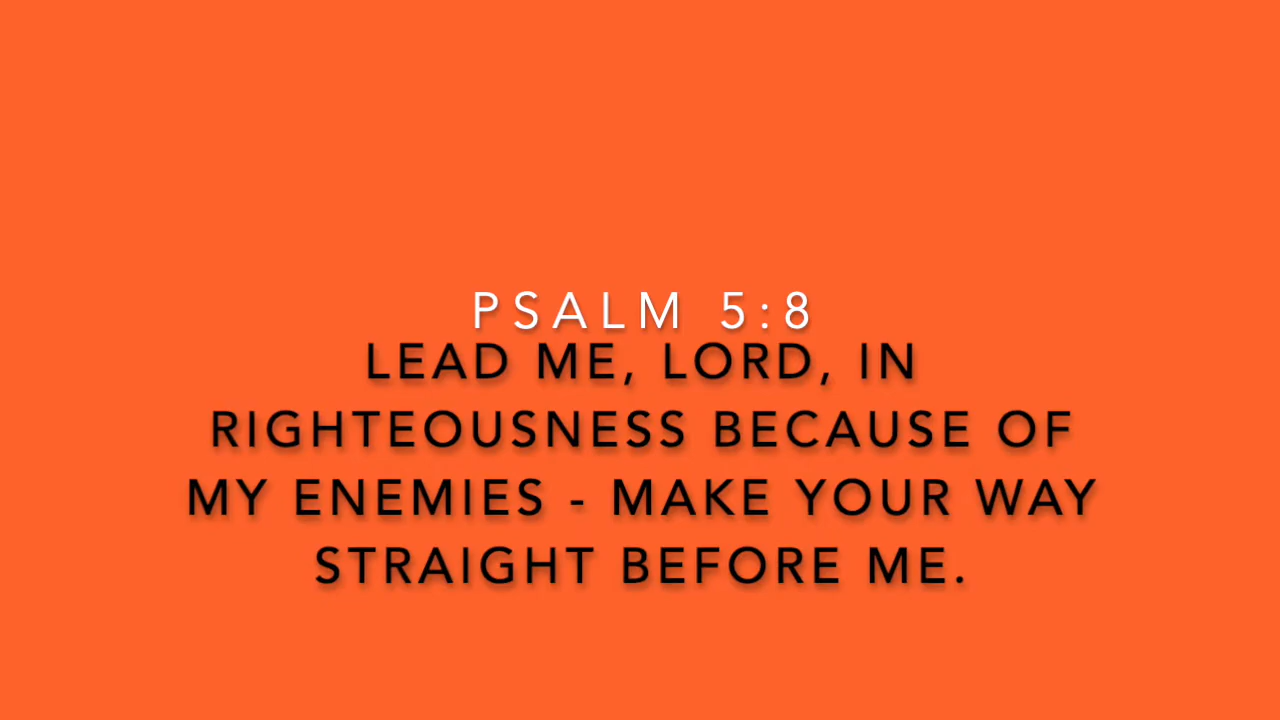 PSALM 5:8
LEAD ME, LORD, IN
RIGHTEOUSNESS BECAUSE OF
MY ENEMIES - MAKE YOUR WAY
STRAIGHT BEFORE ME.